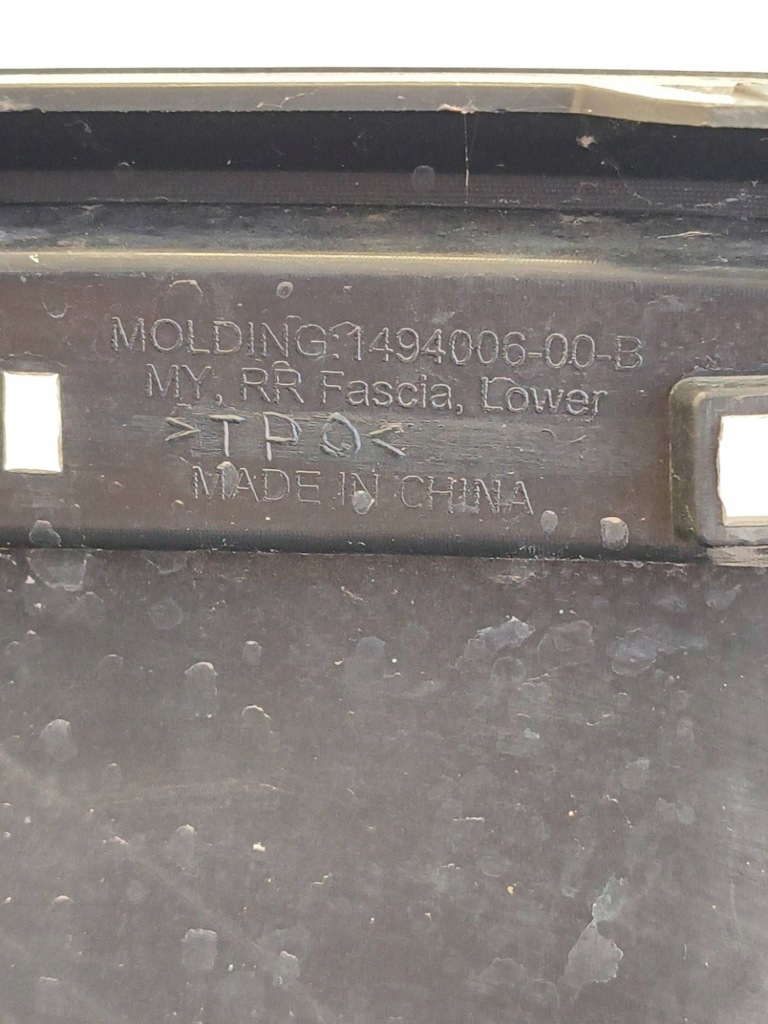 MOLDING:1494006-00-B
MY, RR Fascia, Lower
>TPO<
MADE IN CHINA